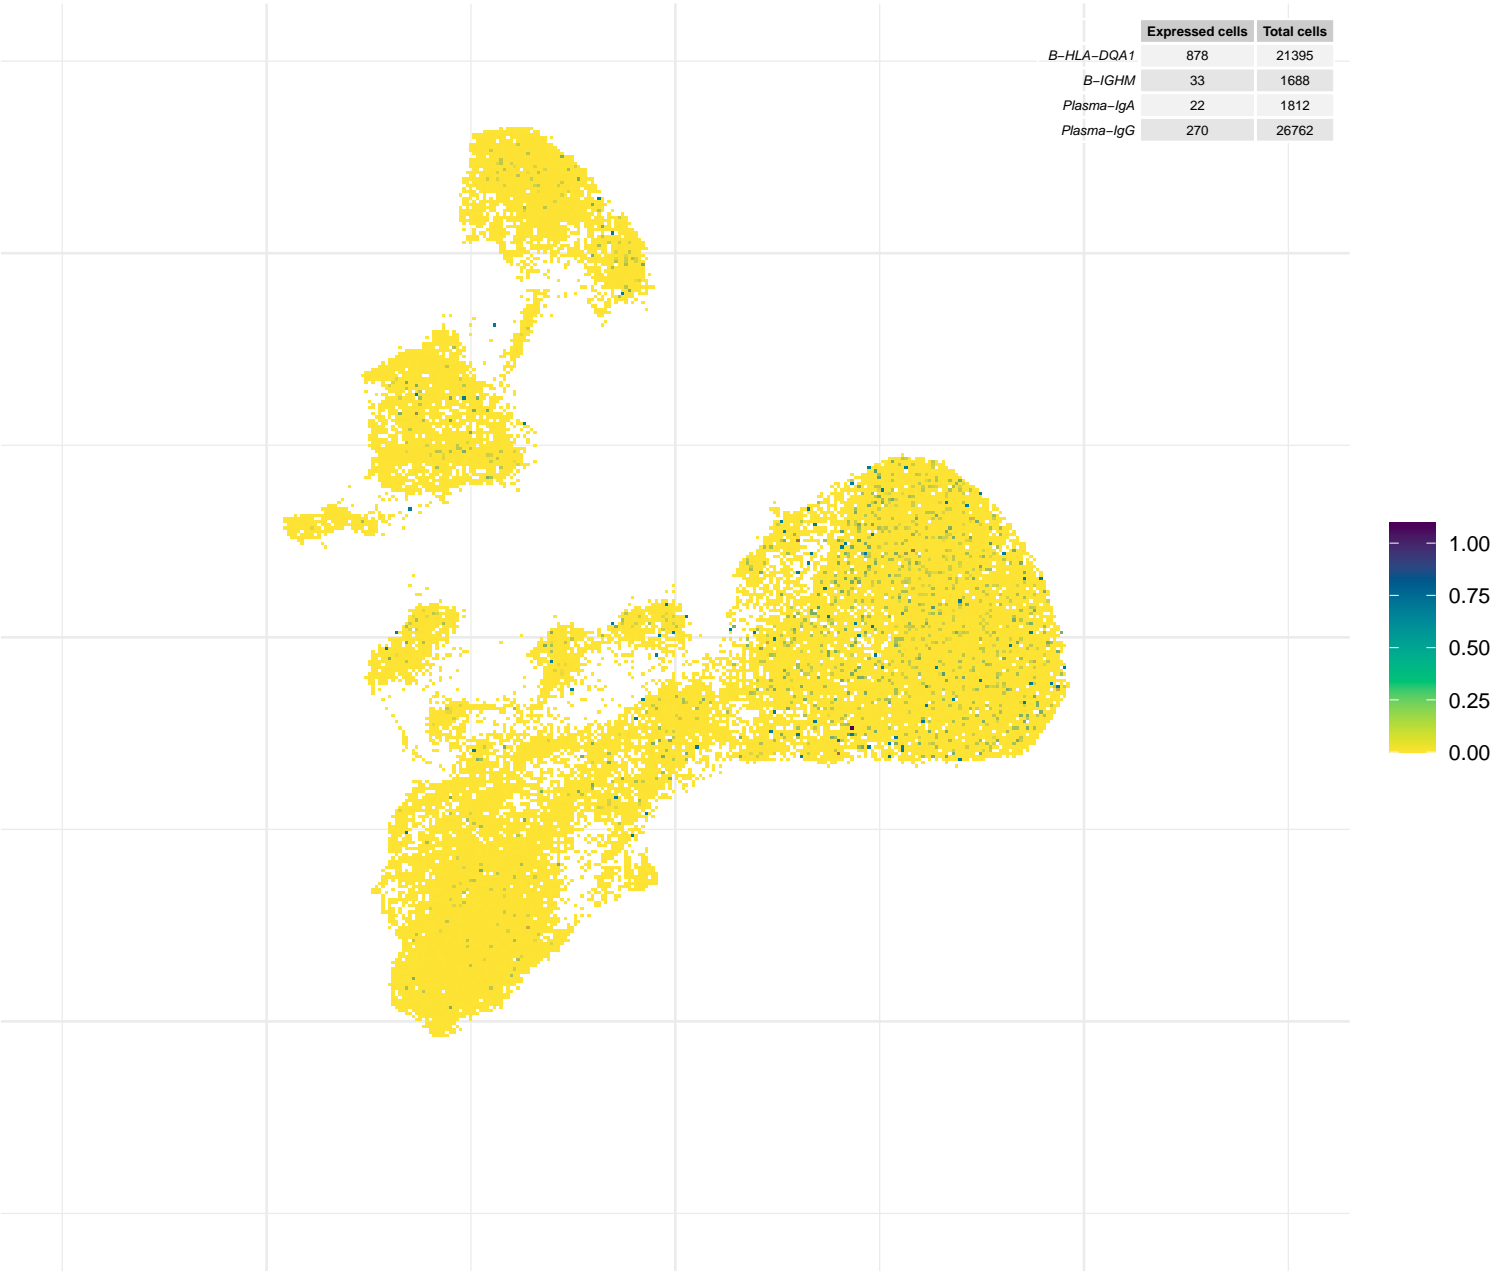 Expressed cells Total cells
B−HLA−DQA1 878 21395
B−IGHM 33 1688
Plasma−IgA 22 1812
Plasma−IgG 270 26762
1.00
0.75
0.50
0.25
0.00